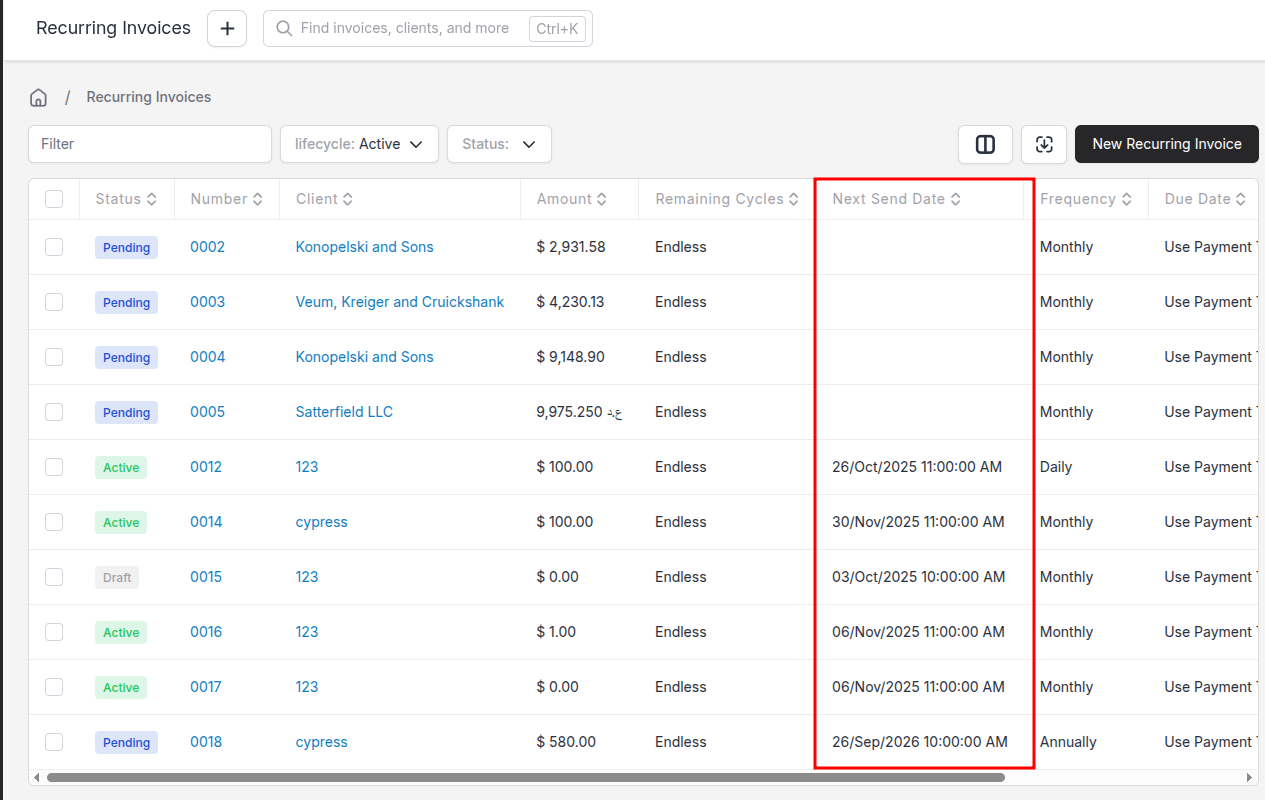 Recurring Invoices + Find invoices, clients, and more Ctrl+K
/ Recurring Invoices
Filter lifecycle: Active Status: New Recurring Invoice
Status Number Client Amount Remaining Cycles Next Send Date Frequency Due Date
Pending 0002 Konopelski and Sons $ 2,931.58 Endless Monthly Use Payment
Pending 0003 Veum, Kreiger and Cruickshank $ 4,230.13 Endless Monthly Use Payment
Pending 0004 Konopelski and Sons $ 9,148.90 Endless Monthly Use Payment
Pending 0005 Satterfield LLC 9,975.250 ع.د Endless Monthly Use Payment
Active 0012 123 $ 100.00 Endless 26/Oct/2025 11:00:00 AM Daily Use Payment
Active 0014 cypress $ 100.00 Endless 30/Nov/2025 11:00:00 AM Monthly Use Payment
Draft 0015 123 $ 0.00 Endless 03/Oct/2025 10:00:00 AM Monthly Use Payment
Active 0016 123 $ 1.00 Endless 06/Nov/2025 11:00:00 AM Monthly Use Payment
Active 0017 123 $ 0.00 Endless 06/Nov/2025 11:00:00 AM Monthly Use Payment
Pending 0018 cypress $ 580.00 Endless 26/Sep/2026 10:00:00 AM Annually Use Payment